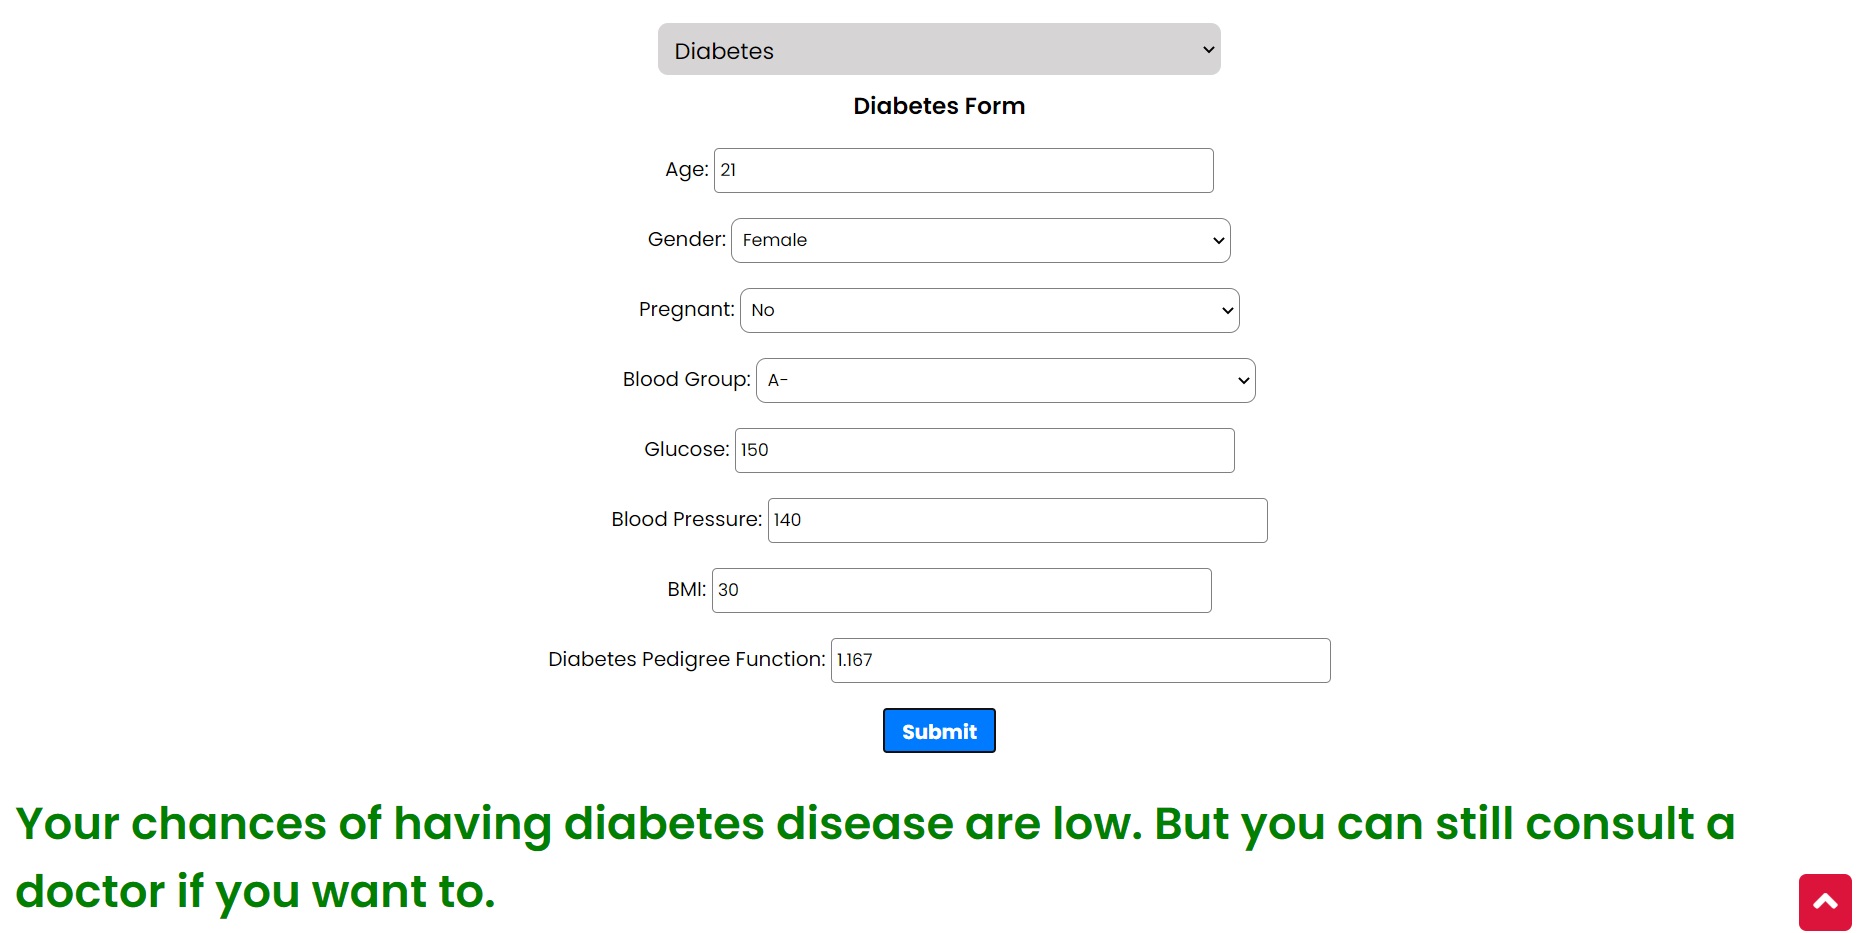 Diabetes
Diabetes Form
Age: 21
Gender: Female
Pregnant: No
Blood Group: A-
Glucose: 150
Blood Pressure: 140
BMI: 30
Diabetes Pedigree Function: 1.167
Submit
Your chances of having diabetes disease are low. But you can still consult a
doctor if you want to.